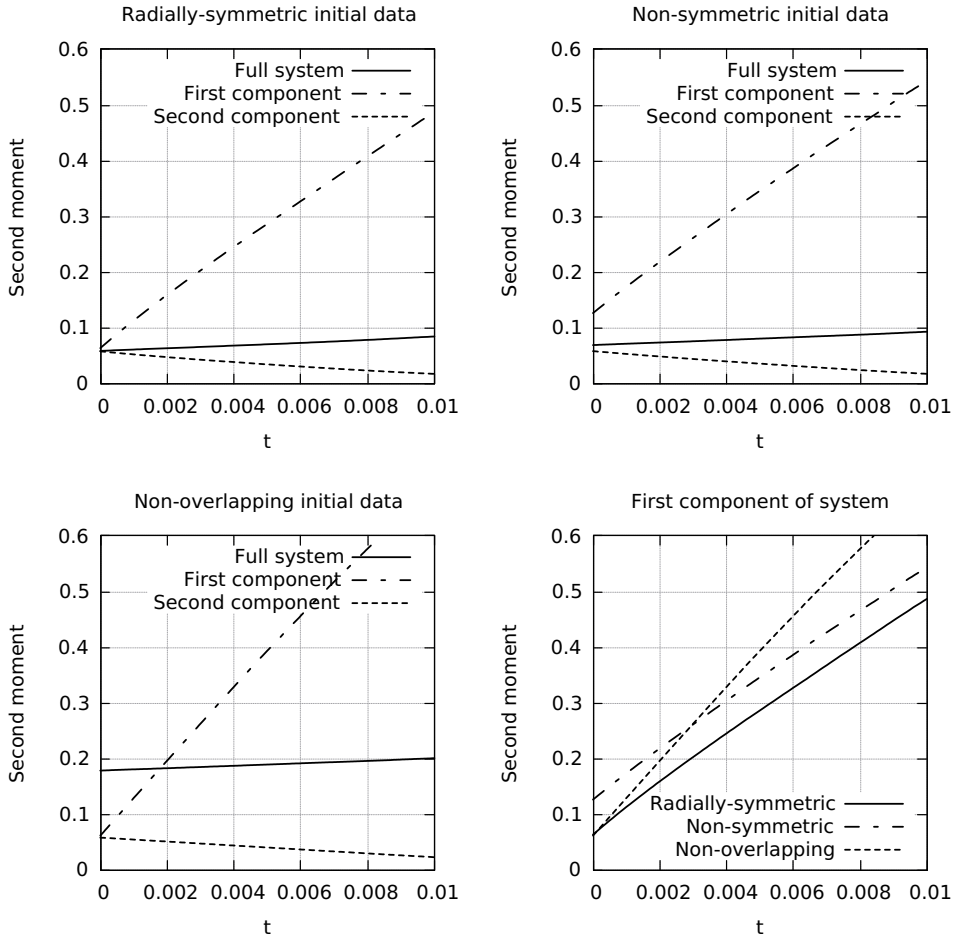 Radially-symmetric initial data
Second moment
0.6
0.5
0.4
0.3
0.2
0.1
0
Full system
First component
Second component
0 0.002 0.004 0.006 0.008 0.01
t
Non-symmetric initial data
Second moment
0.6
0.5
0.4
0.3
0.2
0.1
0
Full system
First component
Second component
0 0.002 0.004 0.006 0.008 0.01
t
Non-overlapping initial data
Second moment
0.6
0.5
0.4
0.3
0.2
0.1
0
Full system
First component
Second component
0 0.002 0.004 0.006 0.008 0.01
t
First component of system
Second moment
0.6
0.5
0.4
0.3
0.2
0.1
0
Radially-symmetric
Non-symmetric
Non-overlapping
0 0.002 0.004 0.006 0.008 0.01
t